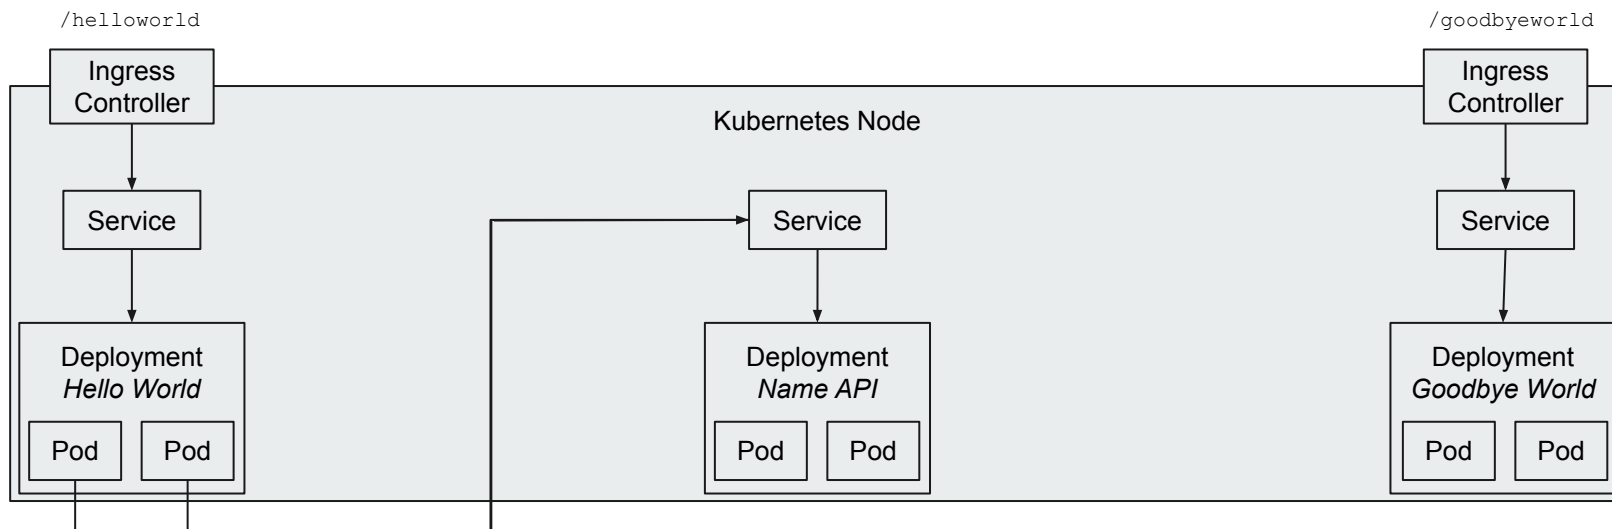 /helloworld
/goodbyeworld
Ingress
Controller
Ingress
Controller
Kubernetes Node
Service
Service
Service
Deployment
Hello World
Pod
Pod
Deployment
Name API
Pod
Pod
Deployment
Goodbye World
Pod
Pod